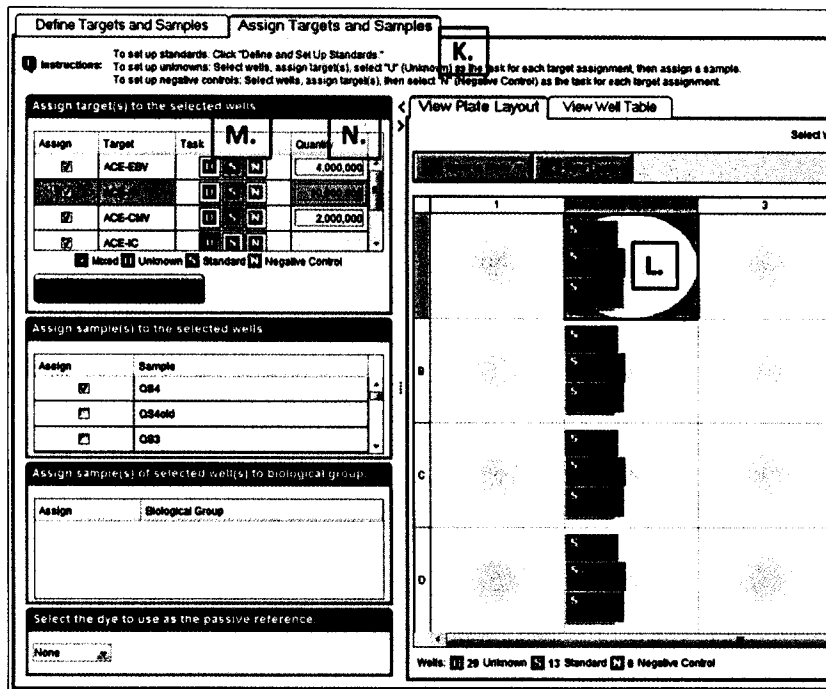 Define Targets and Samples
Assign Targets and Samples
K.
Instructions:
To set up standards: Click "Define and Set Up Standards."
To set up unknowns: Select wells, assign target(s), select "U" (Unknown) as the task for each target assignment, then assign a sample.
To set up negative controls: Select wells, assign target(s), then select "N" (Negative Control) as the task for each target assignment.
Assign target(s) to the selected wells
M.
N.
Assign Target Task Quantity
ACE-EBV U S N 4,000,000
U S N
ACE-CMV U S N 2,000,000
ACE-IC U S N
Mixed U Unknown S Standard N Negative Control
Assign sample(s) to the selected wells
Assign Sample
QS4
QS4old
QS3
Assign sample(s) of selected well(s) to biological group.
Assign Biological Group
Select the dye to use as the passive reference.
None
View Plate Layout
View Well Table
Select
1 3
S
S
S
L.
B
S
S
S
C
S
S
S
D
S
S
S
Wells: U 29 Unknown S 13 Standard N 6 Negative Control